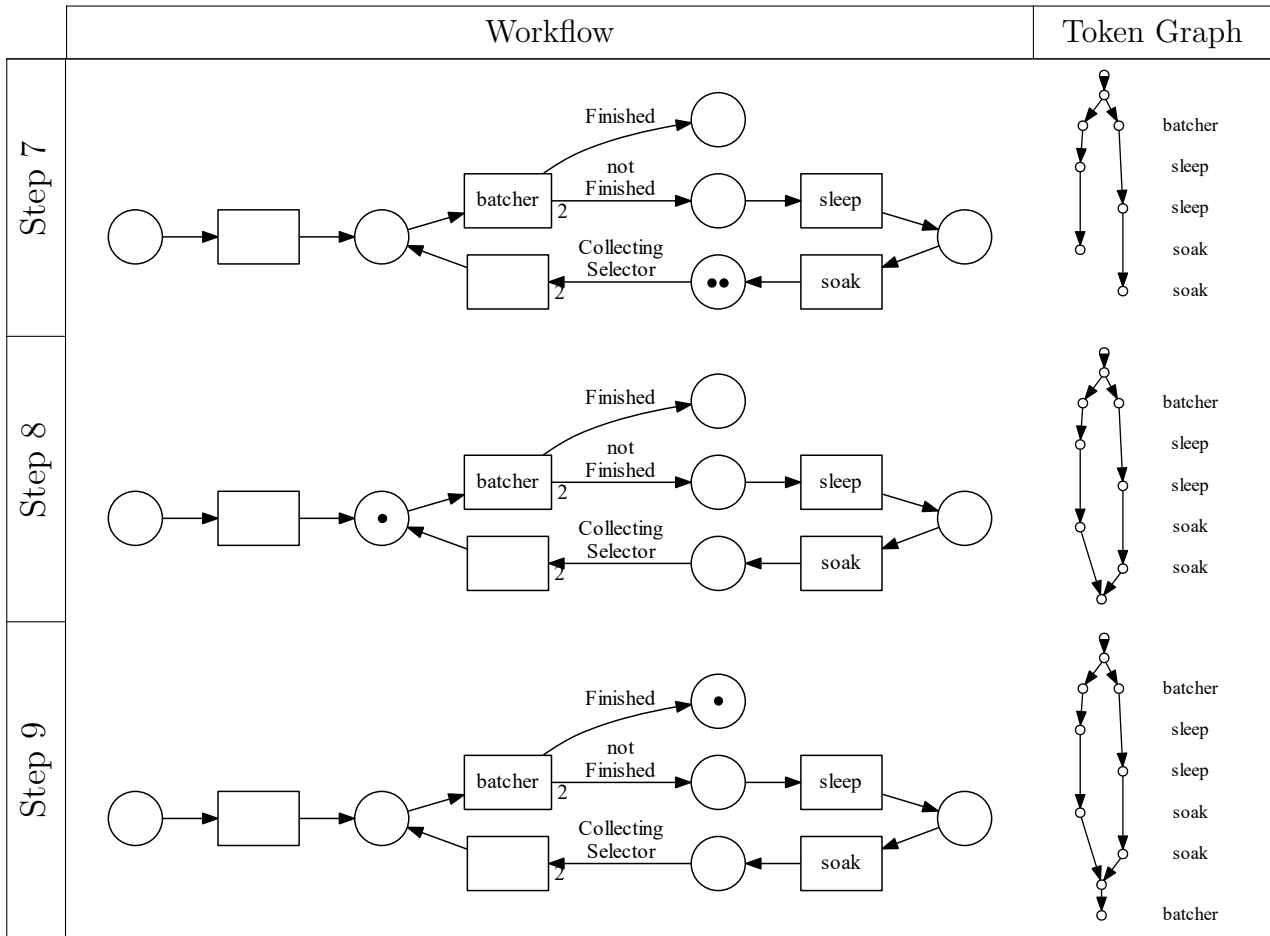 Workflow
Token Graph
Step 7
Finished
not
Finished
batcher
2
sleep
Collecting
Selector
2
soak
batcher
sleep
sleep
soak
soak
Step 8
Finished
not
Finished
batcher
2
sleep
Collecting
Selector
2
soak
batcher
sleep
sleep
soak
soak
Step 9
Finished
not
Finished
batcher
2
sleep
Collecting
Selector
2
soak
batcher
sleep
sleep
soak
soak
batcher